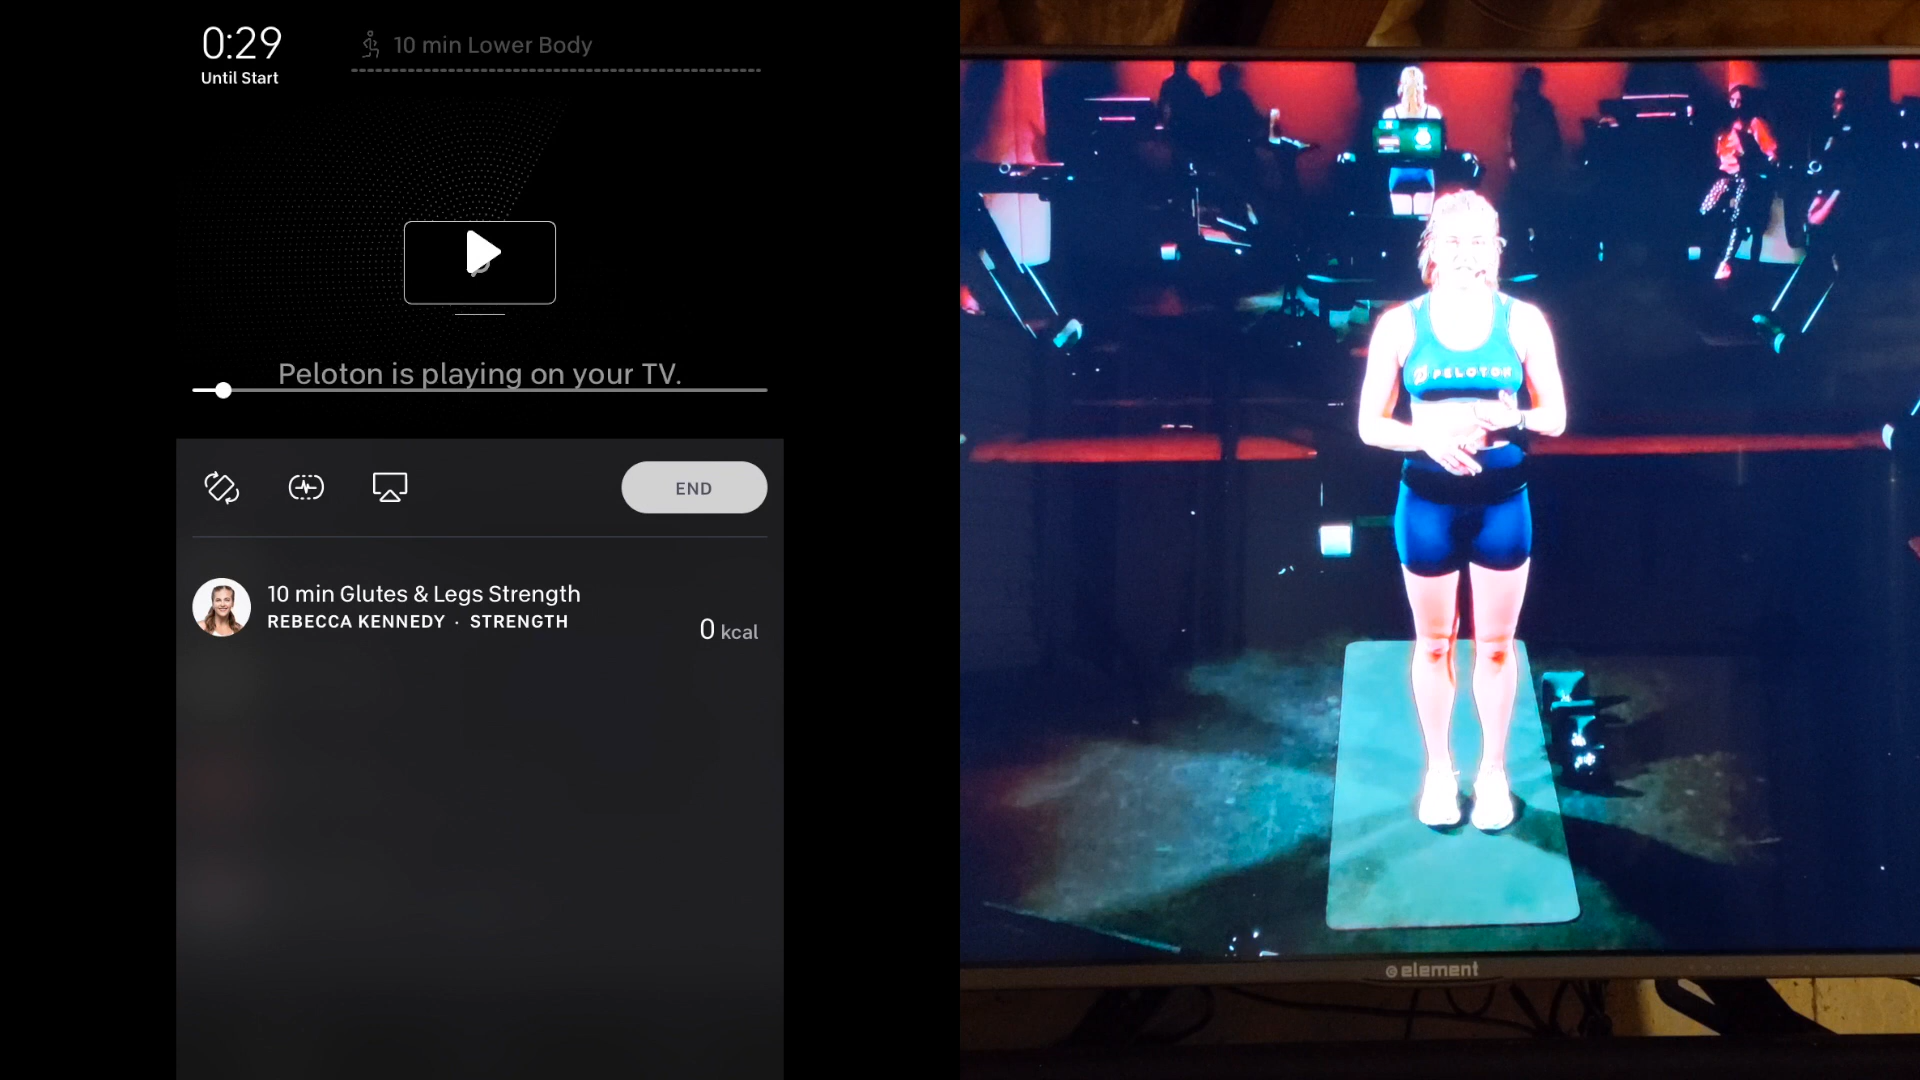 0:29
Until Start
10 min Lower Body
Peloton is playing on your TV.
END
10 min Glutes & Legs Strength
REBECCA KENNEDY · STRENGTH
0 kcal
PELOTON
element